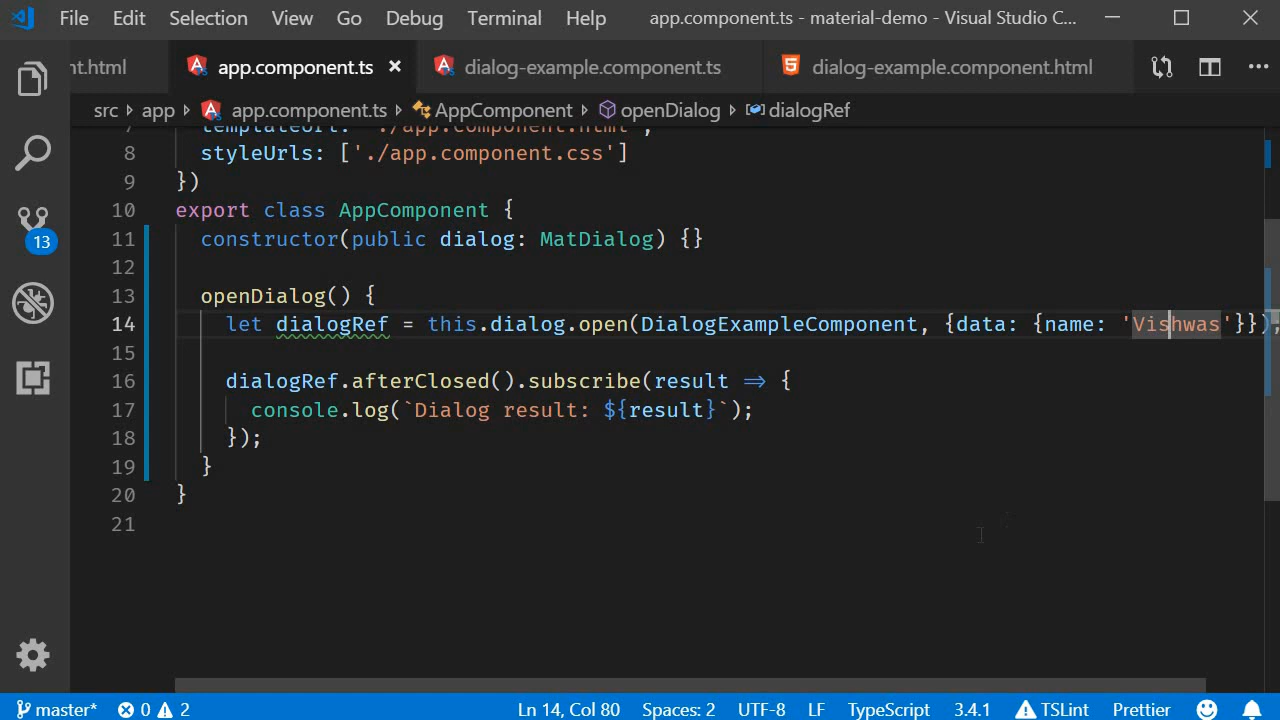 File Edit Selection View Go Debug Terminal Help app.component.ts - material-demo - Visual Studio C...
nt.html app.component.ts dialog-example.component.ts dialog-example.component.html
src › app › app.component.ts › AppComponent › openDialog › dialogRef
7 templateUrl: './app.component.html',
8 styleUrls: ['./app.component.css']
9 })
10 export class AppComponent {
11 constructor(public dialog: MatDialog) {}
12
13 openDialog() {
14 let dialogRef = this.dialog.open(DialogExampleComponent, {data: {name: 'Vishwas'}});
15
16 dialogRef.afterClosed().subscribe(result => {
17 console.log(`Dialog result: ${result}`);
18 });
19 }
20 }
21
13
master* 0 2 Ln 14, Col 80 Spaces: 2 UTF-8 LF TypeScript 3.4.1 TSLint Prettier